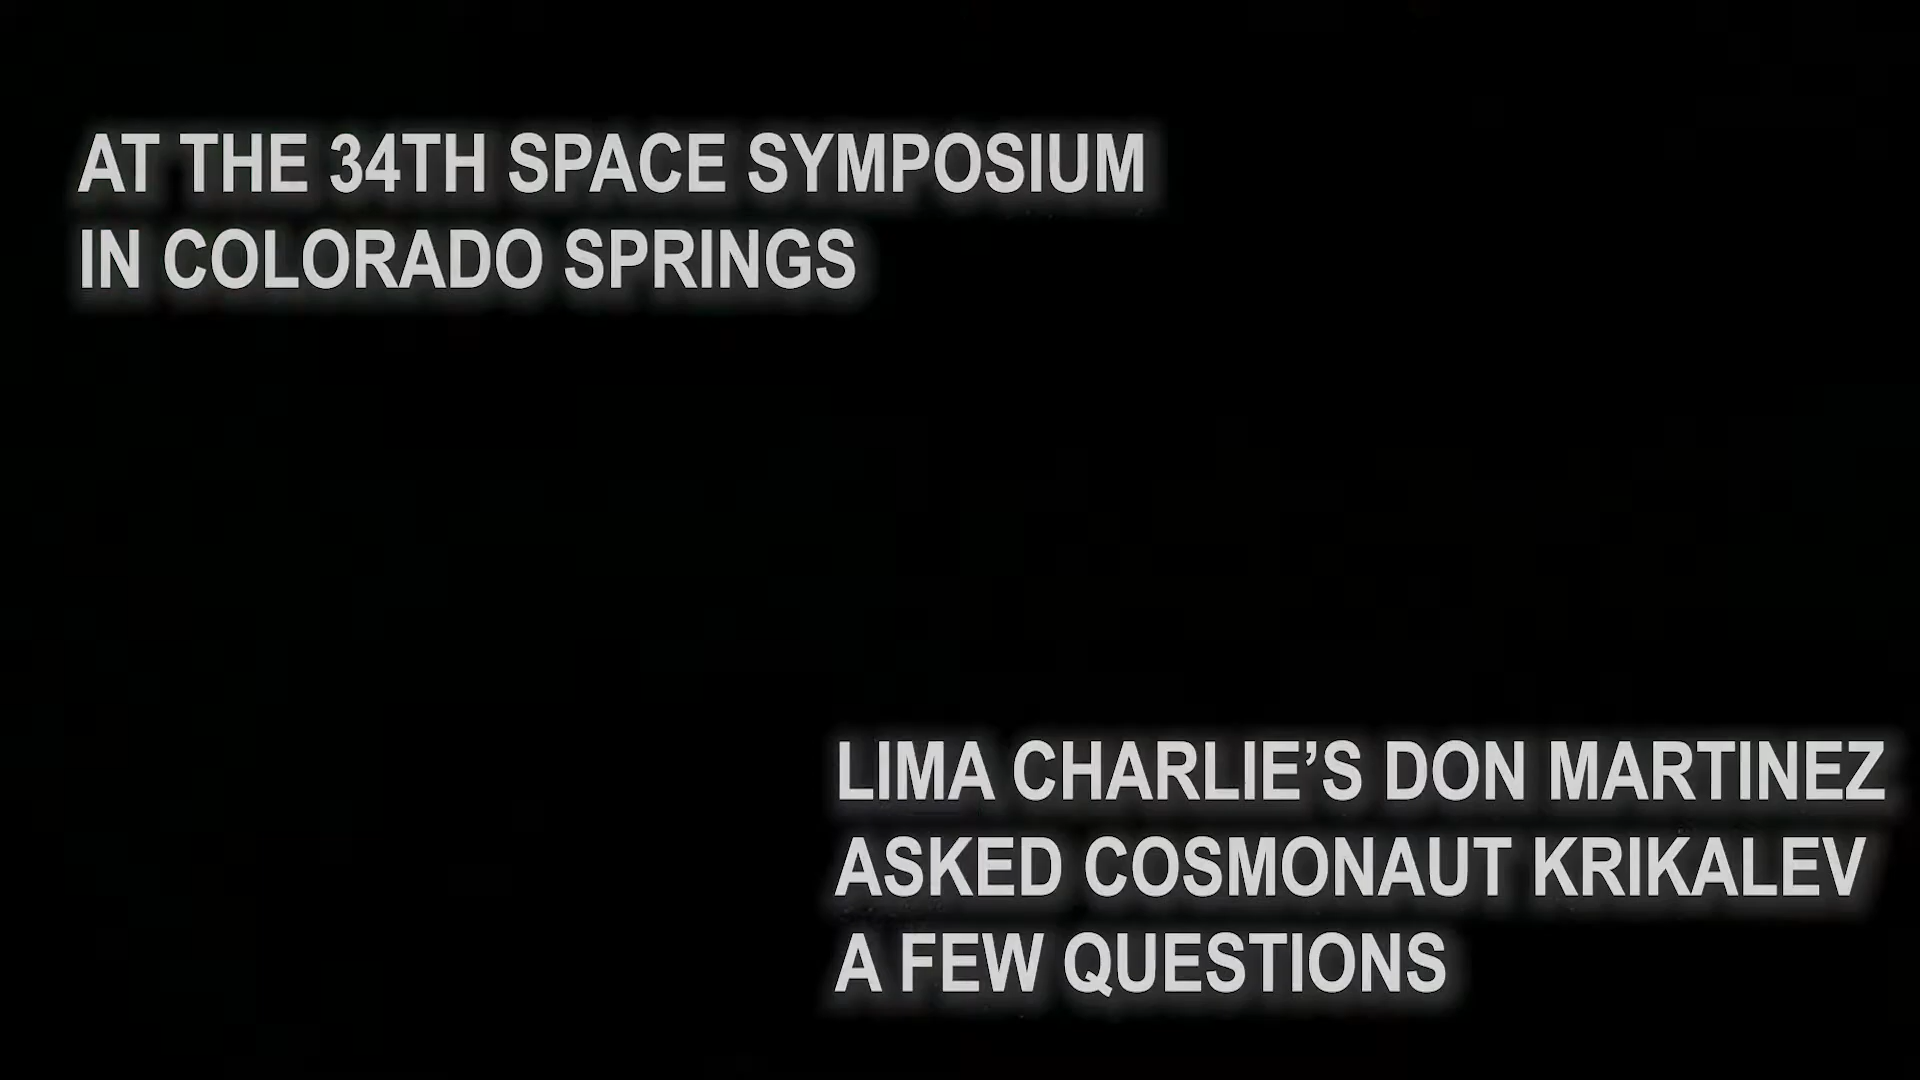 AT THE 34TH SPACE SYMPOSIUM
IN COLORADO SPRINGS
LIMA CHARLIE’S DON MARTINEZ
ASKED COSMONAUT KRIKALEV
A FEW QUESTIONS